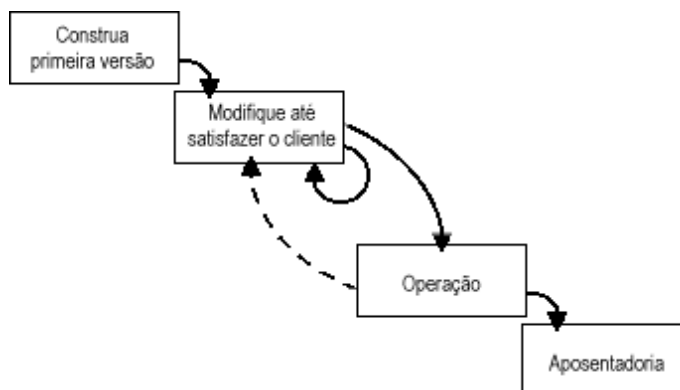 Construa
primeira versão
Modifique até
satisfazer o cliente
Operação
Aposentadoria